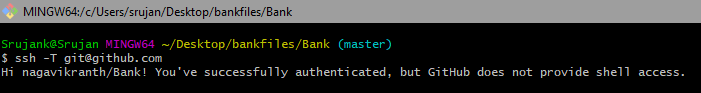 MINGW64:/c/Users/srujan/Desktop/bankfiles/Bank
Srujank@Srujan MINGW64 ~/Desktop/bankfiles/Bank (master)
$ ssh -T git@github.com
Hi nagavikranth/Bank! You've successfully authenticated, but GitHub does not provide shell access.